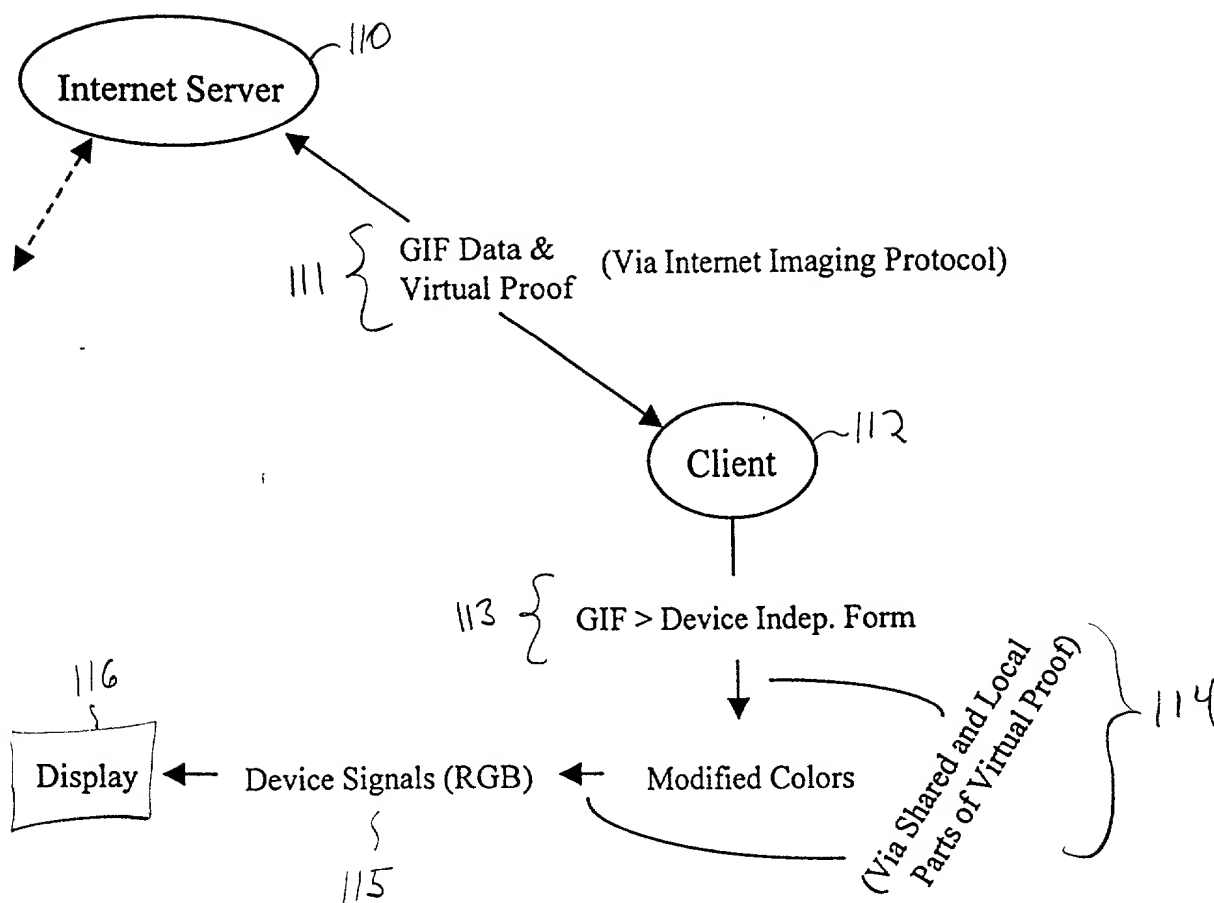 110
Internet Server
GIF Data &
Virtual Proof
(Via Internet Imaging Protocol)
111
112
Client
113
GIF > Device Indep. Form
(Via Shared and Local
Parts of Virtual Proof)
114
116
Display
Device Signals (RGB)
Modified Colors
115